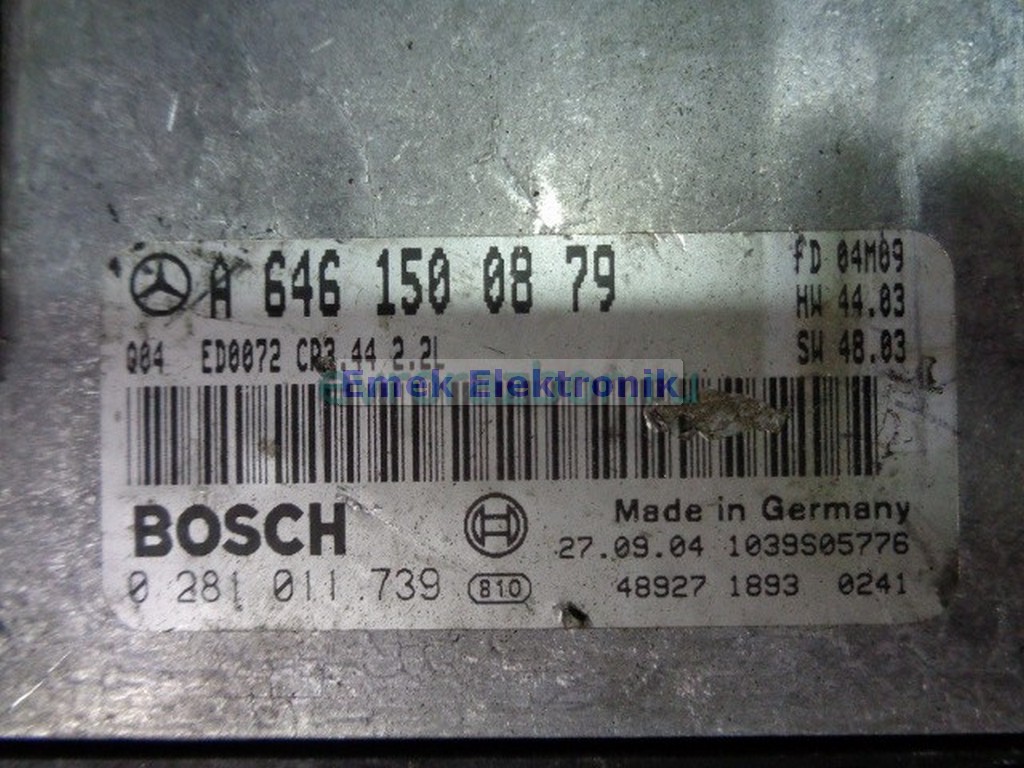 A 646 150 08 79
FD 04M09
HW 44.03
Q04 ED0072 CR3.44 2.2L
SW 48.03
Emek Elektronik
BOSCH
Made in Germany
27.09.04 1039S05776
0 281 011 739 810
48927 1893 0241